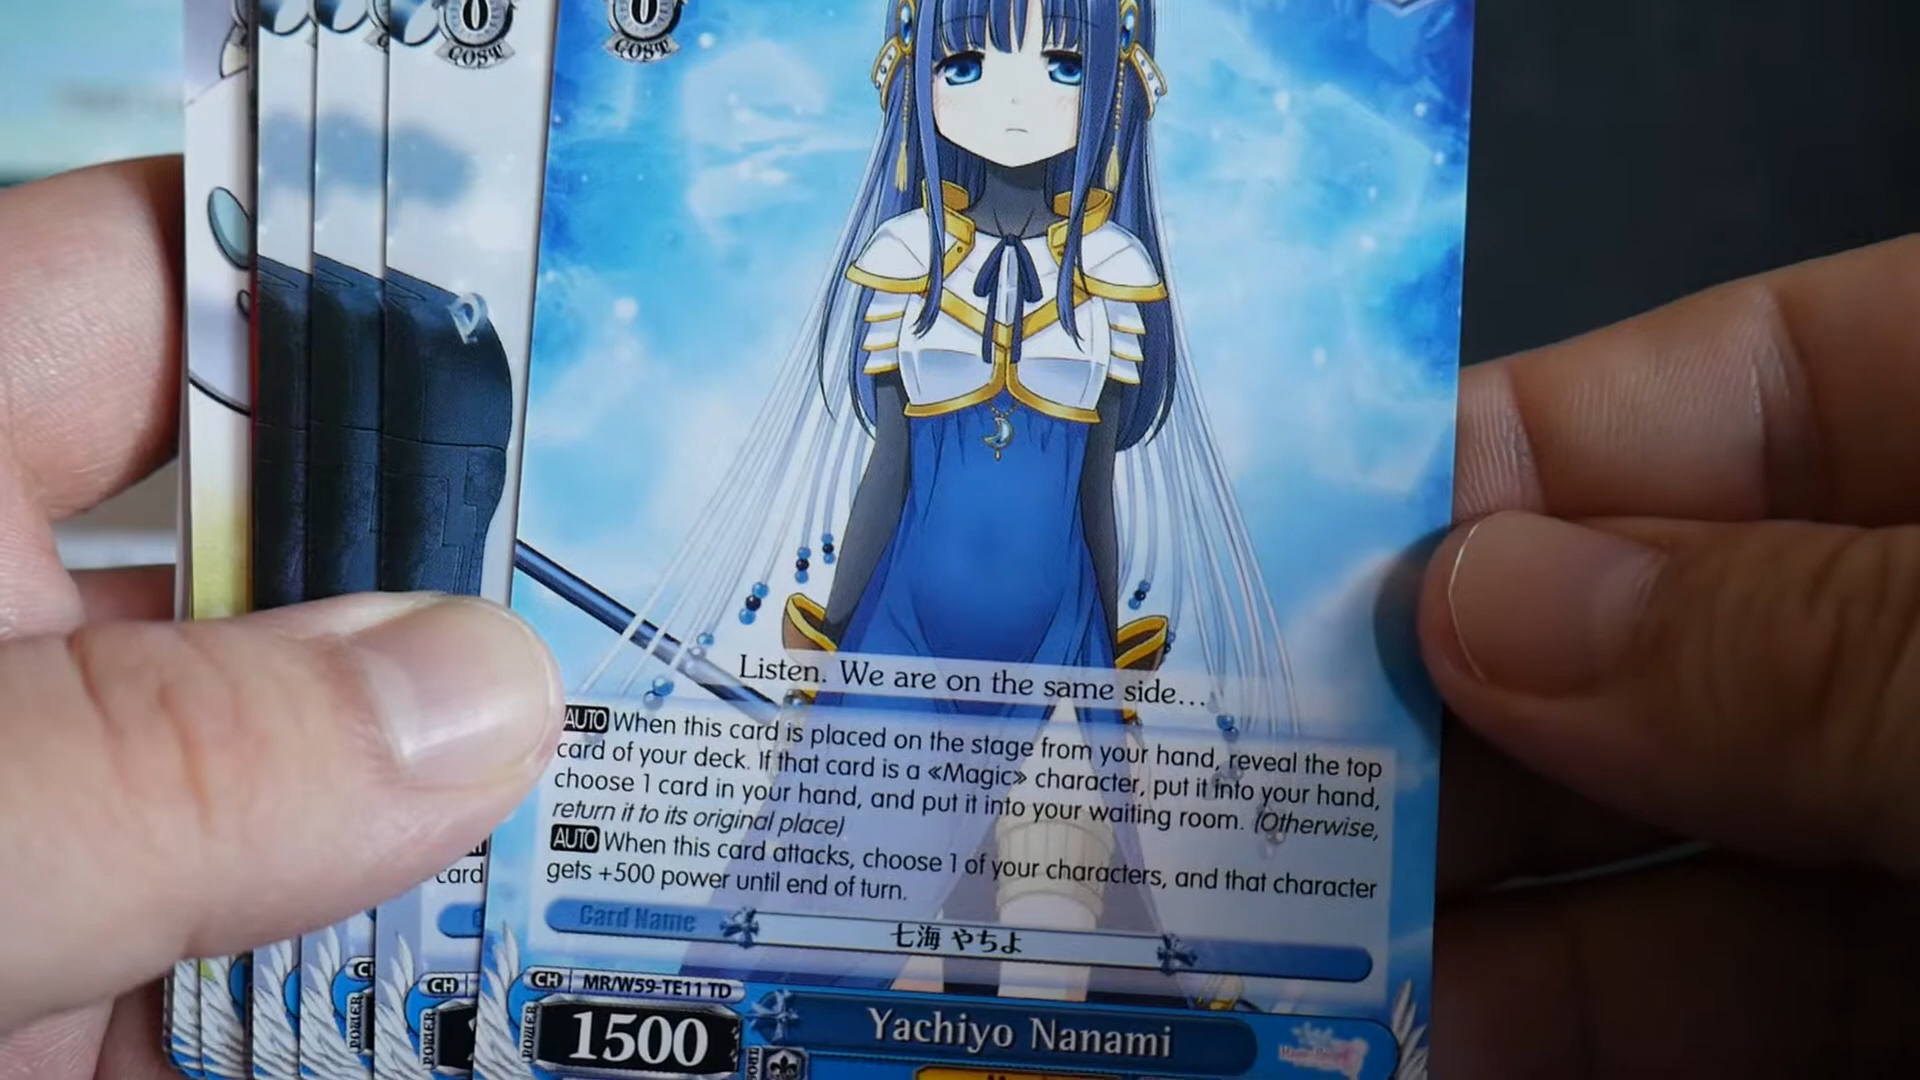 0
COST
0
COST
Listen. We are on the same side...
AUTO When this card is placed on the stage from your hand, reveal the top
card of your deck. If that card is a «Magic» character, put it into your hand,
choose 1 card in your hand, and put it into your waiting room. (Otherwise,
return it to its original place)
AUTO When this card attacks, choose 1 of your characters, and that character
gets +500 power until end of turn.
card
Card Name
七海 やちよ
CH
CH MR/W59-TE11 TD
POWER
POWER
POWER 1500
Yachiyo Nanami